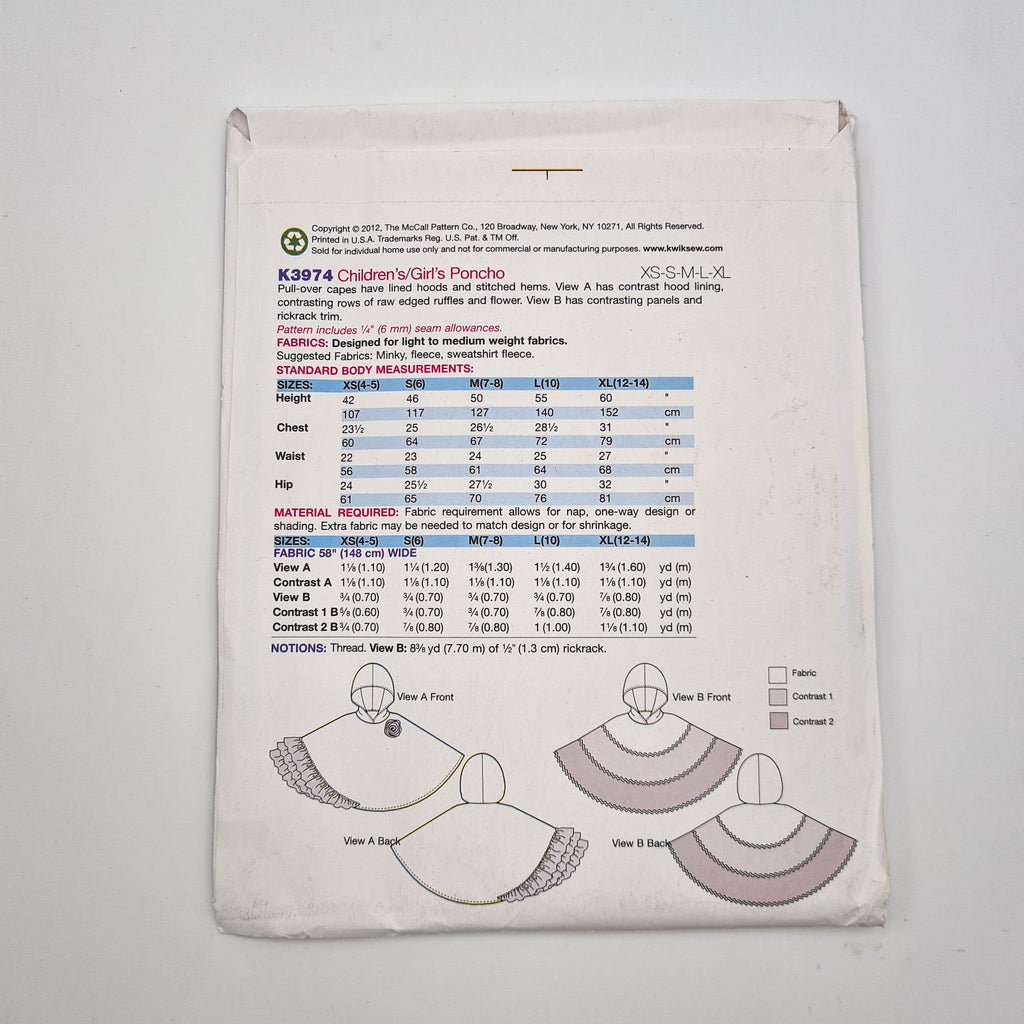 Copyright © 2012, The McCall Pattern Co., 120 Broadway, New York, NY 10271, All Rights Reserved.
Printed in U.S.A. Trademarks Reg. U.S. Pat. & TM Off.
Sold for individual home use only and not for commercial or manufacturing purposes. www.kwiksew.com
K3974 Children's/Girl's Poncho XS-S-M-L-XL
Pull-over capes have lined hoods and stitched hems. View A has contrast hood lining,
contrasting rows of raw edged ruffles and flower. View B has contrasting panels and
rickrack trim.
Pattern includes ¼" (6 mm) seam allowances.
FABRICS: Designed for light to medium weight fabrics.
Suggested Fabrics: Minky, fleece, sweatshirt fleece.
STANDARD BODY MEASUREMENTS:
SIZES: XS(4-5) S(6) M(7-8) L(10) XL(12-14)
Height 42 46 50 55 60 "
107 117 127 140 152 cm
Chest 23½ 25 26½ 28½ 31 "
60 64 67 72 79 cm
Waist 22 23 24 25 27 "
56 58 61 64 68 cm
Hip 24 25½ 27½ 30 32 "
61 65 70 76 81 cm
MATERIAL REQUIRED: Fabric requirement allows for nap, one-way design or
shading. Extra fabric may be needed to match design or for shrinkage.
SIZES: XS(4-5) S(6) M(7-8) L(10) XL(12-14)
FABRIC 58" (148 cm) WIDE
View A 1⅛ (1.10) 1¼ (1.20) 1⅜(1.30) 1½ (1.40) 1¾ (1.60) yd (m)
Contrast A 1⅛ (1.10) 1⅛ (1.10) 1⅛ (1.10) 1⅛ (1.10) 1⅛ (1.10) yd (m)
View B ¾ (0.70) ¾ (0.70) ¾ (0.70) ¾ (0.70) ⅞ (0.80) yd (m)
Contrast 1 B ⅝ (0.60) ¾ (0.70) ¾ (0.70) ⅞ (0.80) ⅞ (0.80) yd (m)
Contrast 2 B ¾ (0.70) ⅞ (0.80) ⅞ (0.80) 1 (1.00) 1⅛ (1.10) yd (m)
NOTIONS: Thread. View B: 8⅜ yd (7.70 m) of ½" (1.3 cm) rickrack.
View A Front
View B Front
Fabric
Contrast 1
Contrast 2
View A Back
View B Back